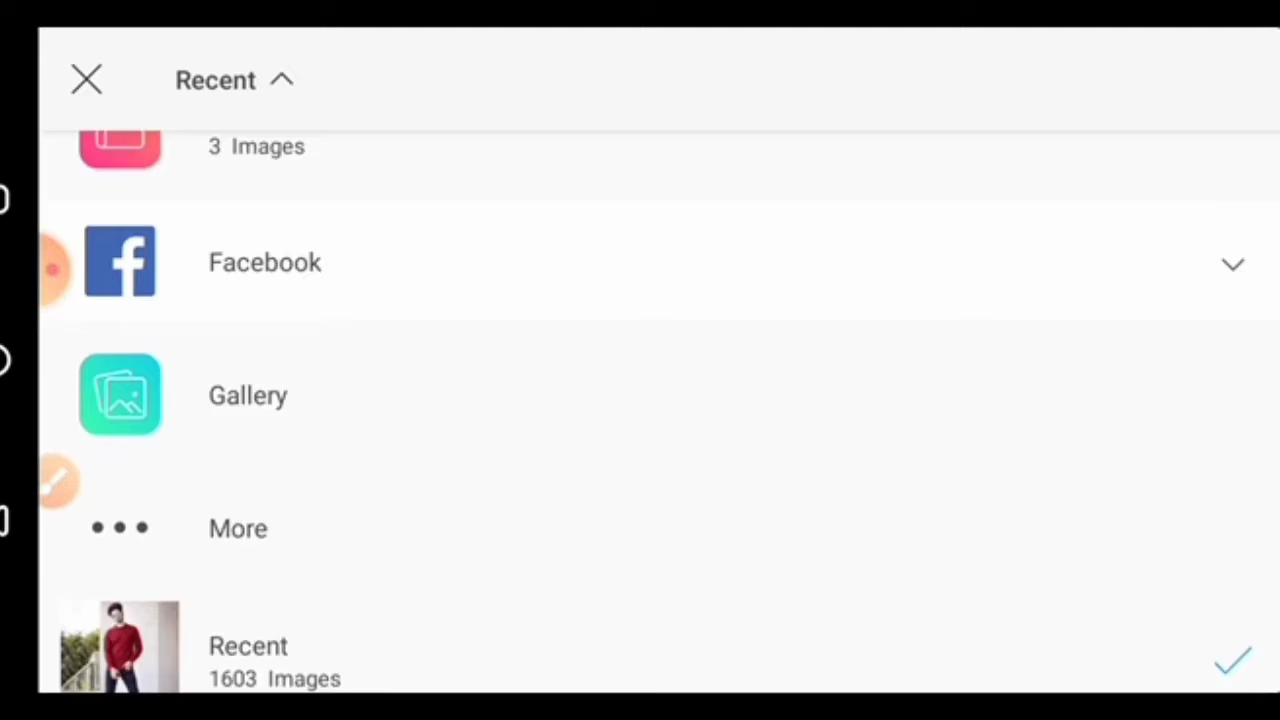 Recent
3 Images
Facebook
Gallery
More
Recent
1603 Images